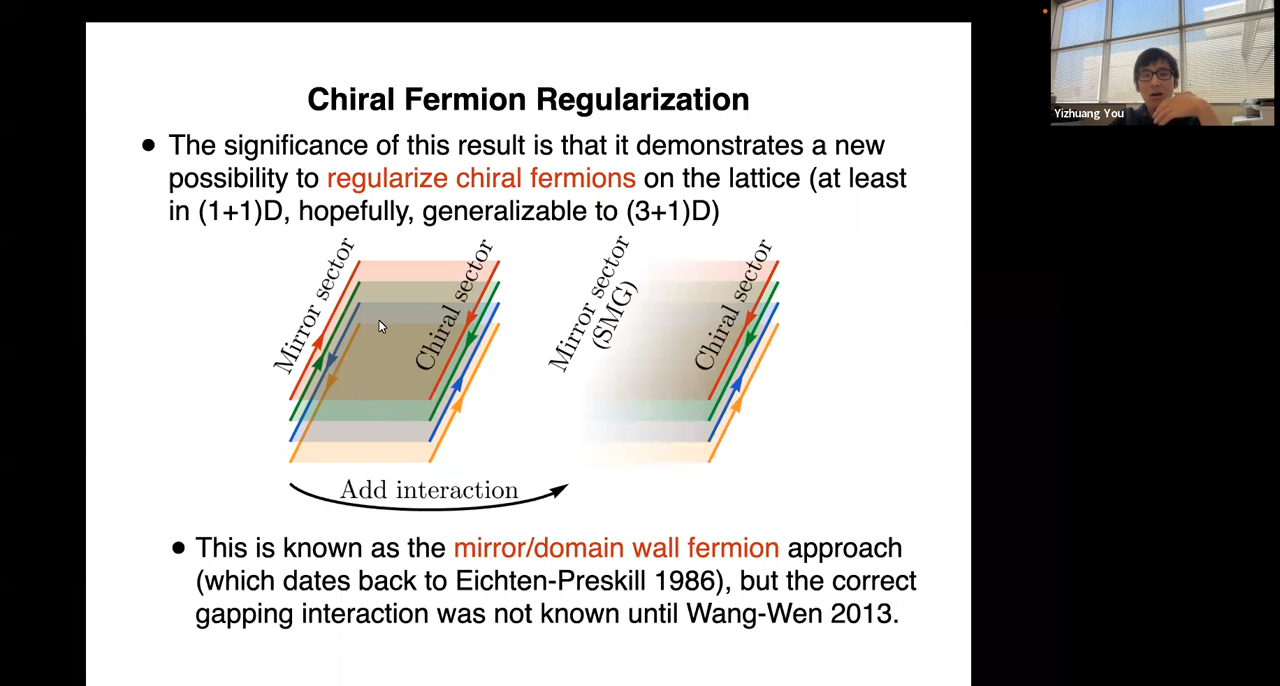 Chiral Fermion Regularization
● The significance of this result is that it demonstrates a new
possibility to regularize chiral fermions on the lattice (at least
in (1+1)D, hopefully, generalizable to (3+1)D)
Mirror sector
Chiral sector
Mirror sector
(SMG)
Chiral sector
Add interaction
● This is known as the mirror/domain wall fermion approach
(which dates back to Eichten-Preskill 1986), but the correct
gapping interaction was not known until Wang-Wen 2013.
Yizhuang You